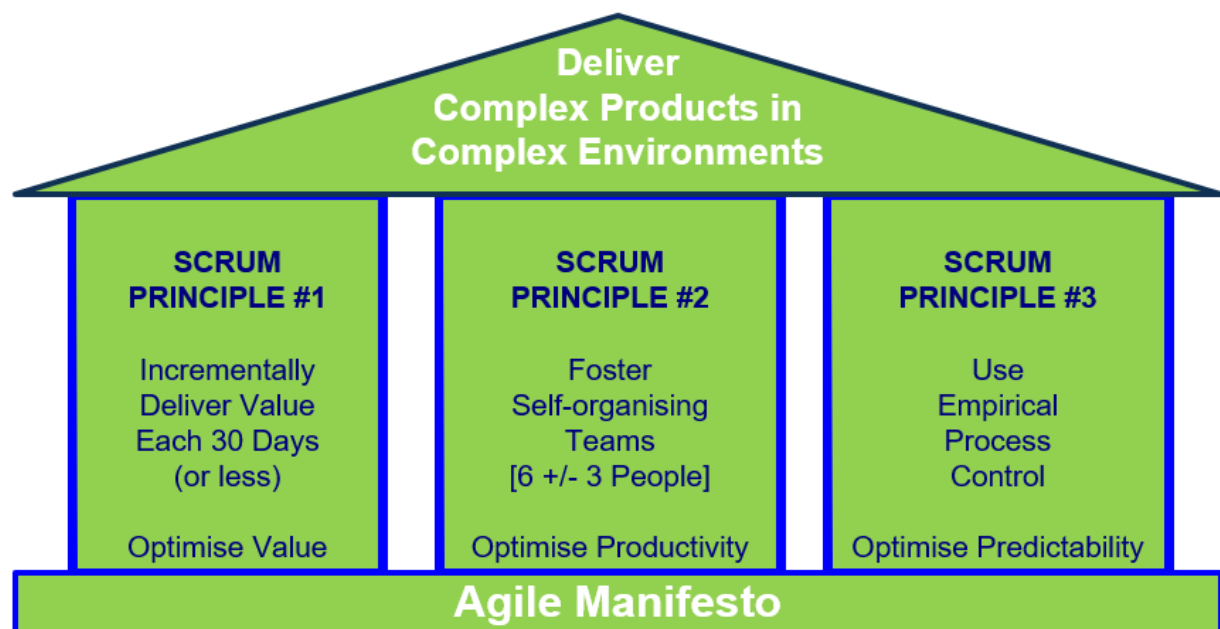 Deliver
Complex Products in
Complex Environments
SCRUM
PRINCIPLE #1
Incrementally
Deliver Value
Each 30 Days
(or less)
Optimise Value
SCRUM
PRINCIPLE #2
Foster
Self-organising
Teams
[6 +/- 3 People]
Optimise Productivity
SCRUM
PRINCIPLE #3
Use
Empirical
Process
Control
Optimise Predictability
Agile Manifesto